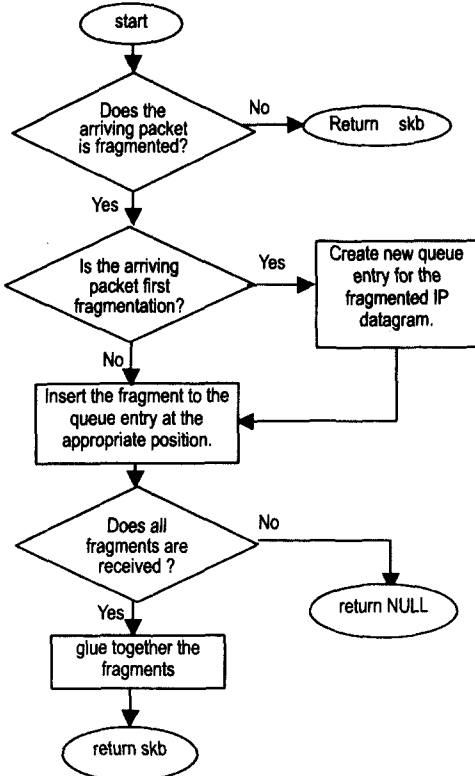 start
Does the
arriving packet
is fragmented?
No
Return skb
Yes
Is the arriving
packet first
fragmentation?
Yes
Create new queue
entry for the
fragmented IP
datagram.
No
Insert the fragment to the
queue entry at the
appropriate position.
Does all
fragments are
received ?
No
return NULL
Yes
glue together the
fragments
return skb